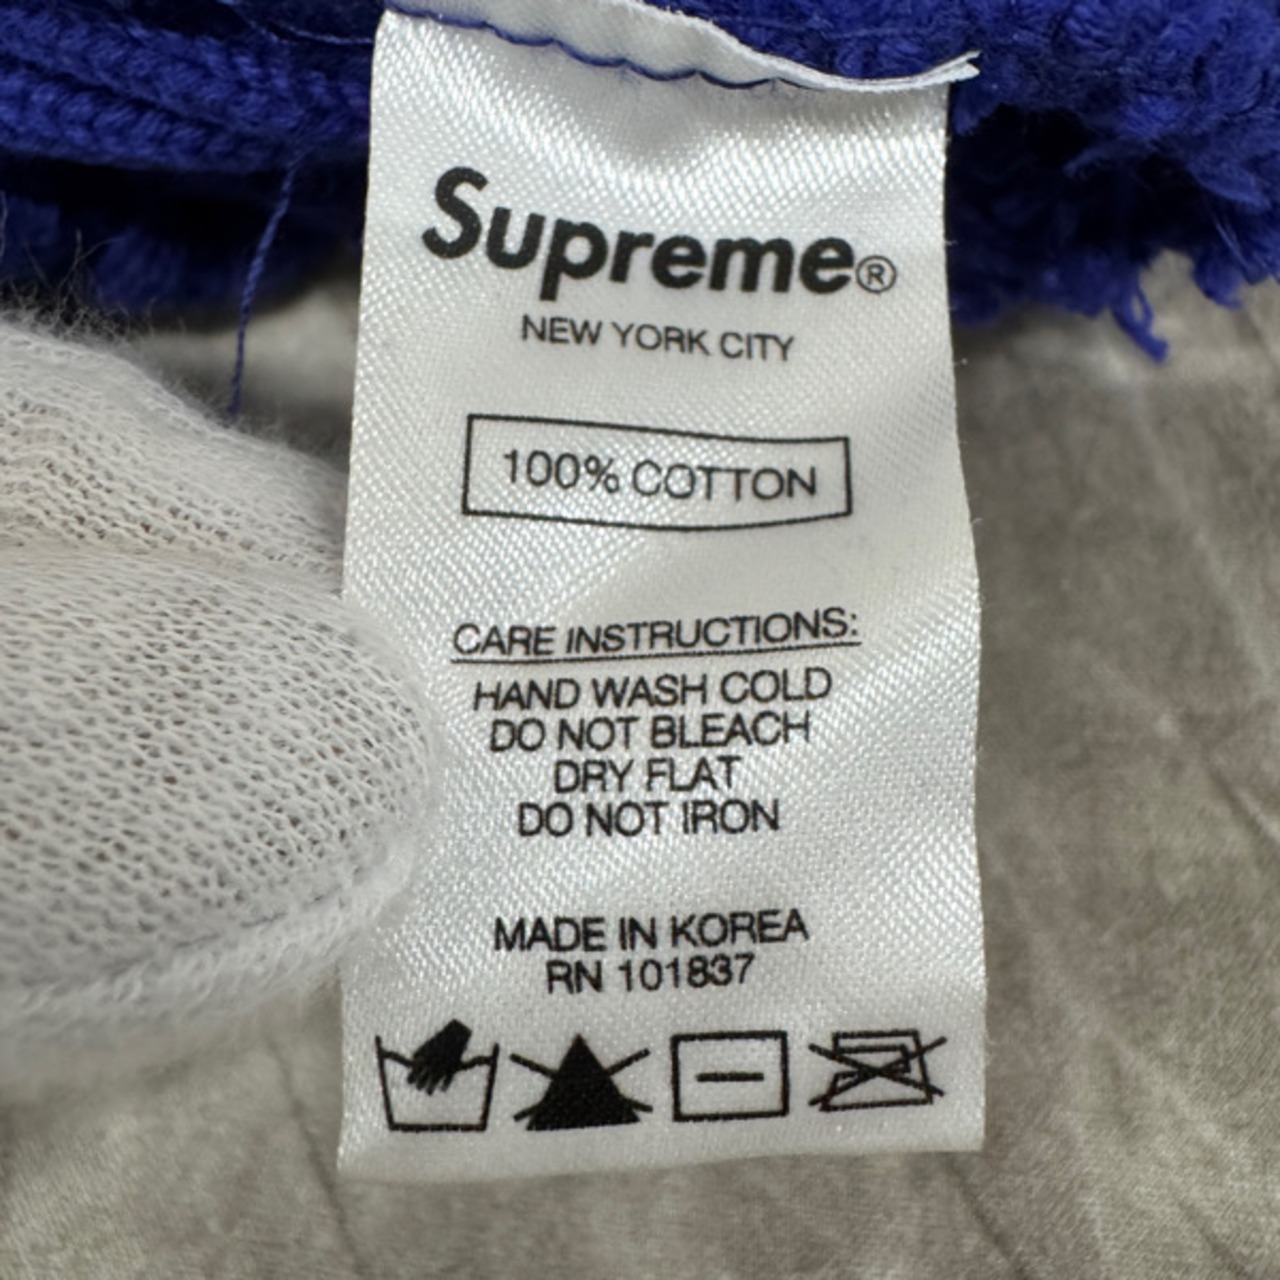 Supreme®
NEW YORK CITY
100% COTTON
CARE INSTRUCTIONS:
HAND WASH COLD
DO NOT BLEACH
DRY FLAT
DO NOT IRON
MADE IN KOREA
RN 101837